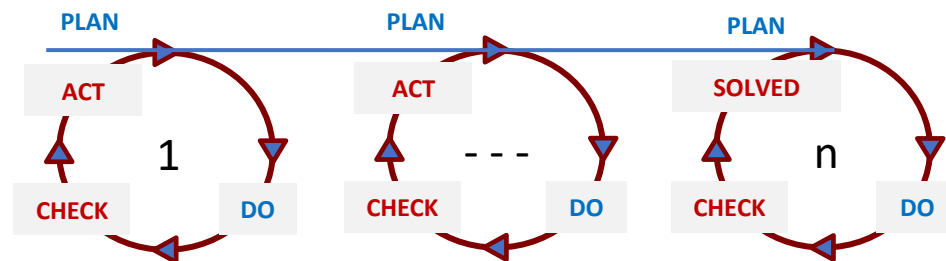 PLAN PLAN PLAN
ACT ACT SOLVED
1 - - - n
CHECK DO CHECK DO CHECK DO